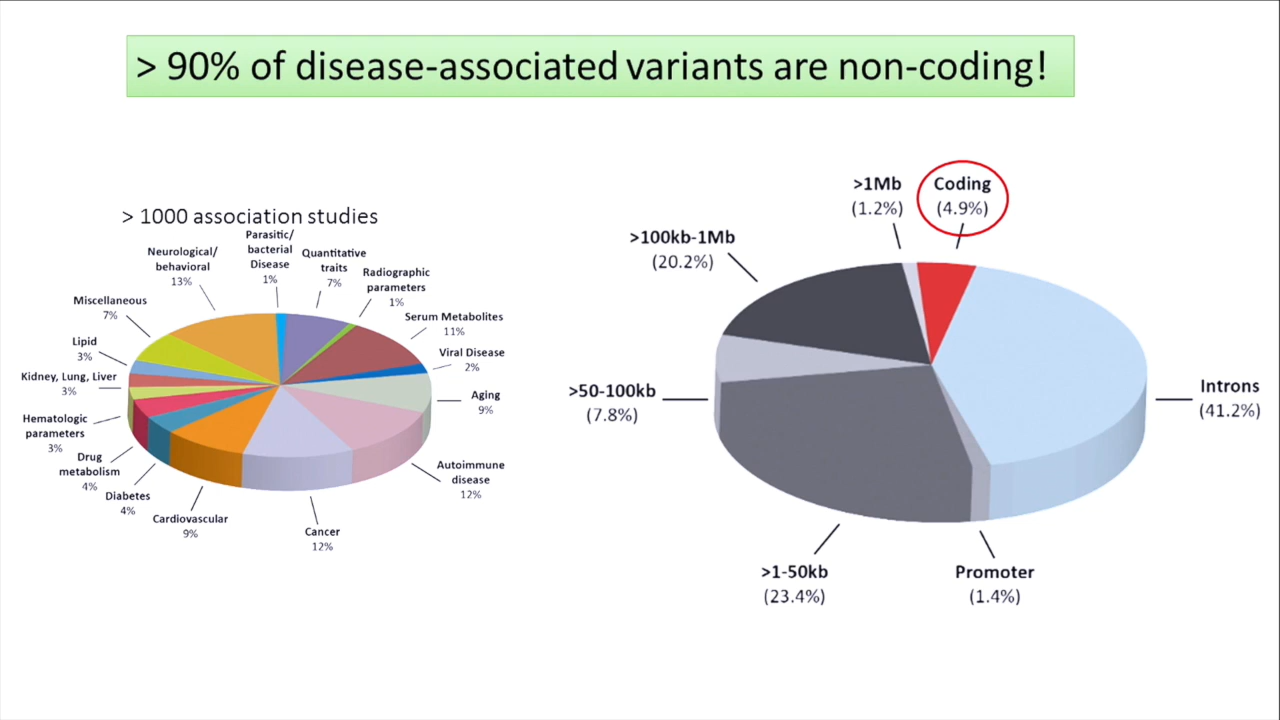 > 90% of disease-associated variants are non-coding!
> 1000 association studies
Parasitic/
bacterial
Disease
1%
Quantitative
traits
7%
Radiographic
parameters
1%
Serum Metabolites
11%
Viral Disease
2%
Aging
9%
Autoimmune
disease
12%
Cancer
12%
Cardiovascular
9%
Diabetes
4%
Drug
metabolism
4%
Hematologic
parameters
3%
Kidney, Lung, Liver
3%
Lipid
3%
Miscellaneous
7%
Neurological/
behavioral
13%
>1Mb
(1.2%)
Coding
(4.9%)
Introns
(41.2%)
Promoter
(1.4%)
>1-50kb
(23.4%)
>50-100kb
(7.8%)
>100kb-1Mb
(20.2%)